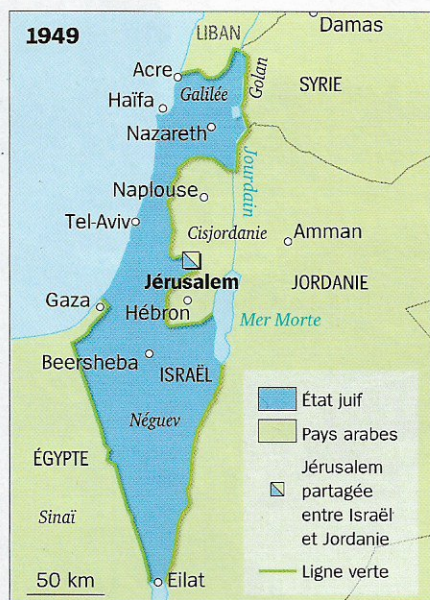 1949
LIBAN
Damas
Acre
Galilée
Golan
SYRIE
Haïfa
Nazareth
Jourdain
Naplouse
Tel-Aviv
Cisjordanie
Amman
Jérusalem
JORDANIE
Gaza
Hébron
Mer Morte
Beersheba
ISRAËL
Néguev
ÉGYPTE
Sinaï
50 km
Eilat
État juif
Pays arabes
Jérusalem
partagée
entre Israël
et Jordanie
Ligne verte